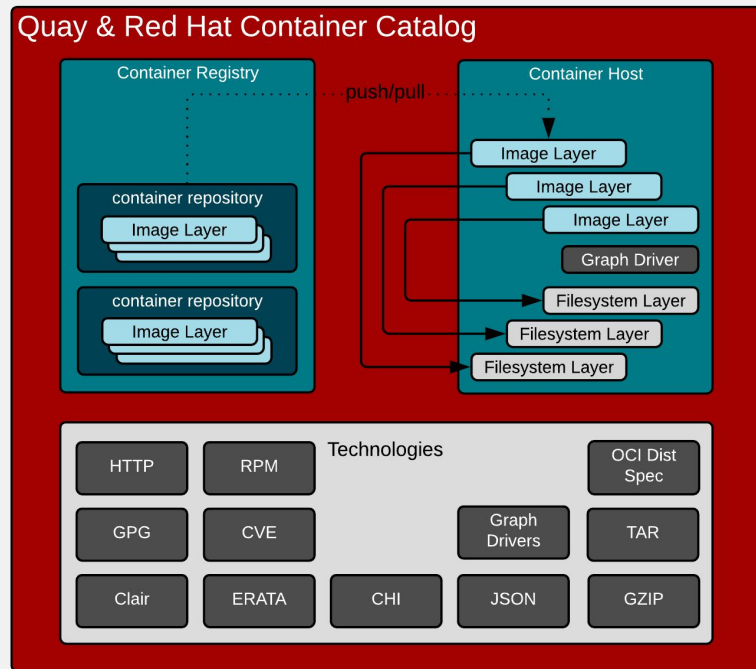 Quay & Red Hat Container Catalog
Container Registry
Container Host
push/pull
Image Layer
Image Layer
Image Layer
container repository
Image Layer
Graph Driver
container repository
Image Layer
Filesystem Layer
Filesystem Layer
Filesystem Layer
Technologies
HTTP
RPM
OCI Dist
Spec
GPG
CVE
Graph
Drivers
TAR
Clair
ERATA
CHI
JSON
GZIP